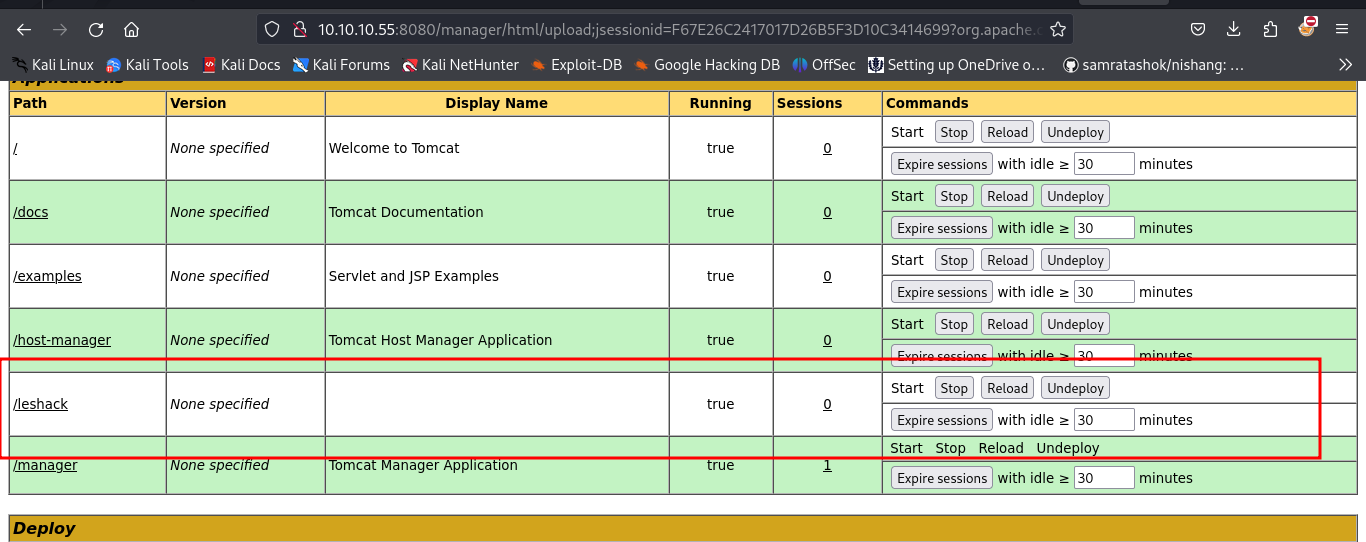 10.10.10.55:8080/manager/html/upload;jsessionid=F67E26C2417017D26B5F3D10C3414699?org.apache.c
Kali Linux Kali Tools Kali Docs Kali Forums Kali NetHunter Exploit-DB Google Hacking DB OffSec Setting up OneDrive o… samratashok/nishang: …
Applications
Path Version Display Name Running Sessions Commands
/ None specified Welcome to Tomcat true 0 Start Stop Reload Undeploy
Expire sessions with idle ≥ 30 minutes
/docs None specified Tomcat Documentation true 0 Start Stop Reload Undeploy
Expire sessions with idle ≥ 30 minutes
/examples None specified Servlet and JSP Examples true 0 Start Stop Reload Undeploy
Expire sessions with idle ≥ 30 minutes
/host-manager None specified Tomcat Host Manager Application true 0 Start Stop Reload Undeploy
Expire sessions with idle ≥ 30 minutes
/leshack None specified true 0 Start Stop Reload Undeploy
Expire sessions with idle ≥ 30 minutes
/manager None specified Tomcat Manager Application true 1 Start Stop Reload Undeploy
Expire sessions with idle ≥ 30 minutes
Deploy